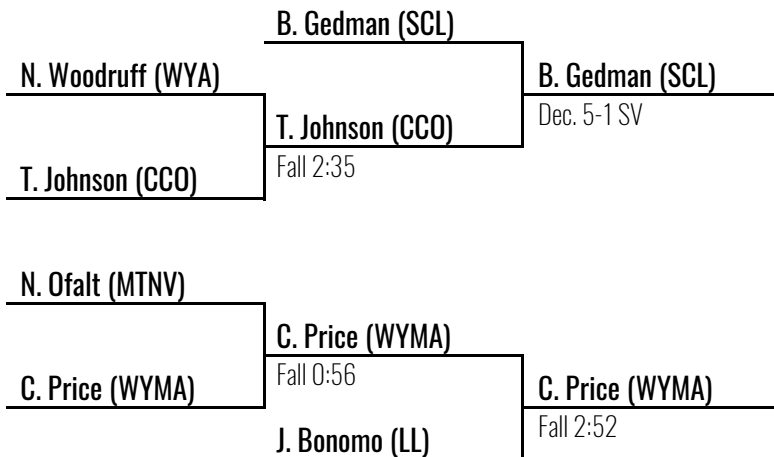 B. Gedman (SCL)
N. Woodruff (WYA)
B. Gedman (SCL)
Dec. 5-1 SV
T. Johnson (CCO)
Fall 2:35
T. Johnson (CCO)
N. Ofalt (MTNV)
C. Price (WYMA)
Fall 0:56
C. Price (WYMA)
C. Price (WYMA)
Fall 2:52
J. Bonomo (LL)